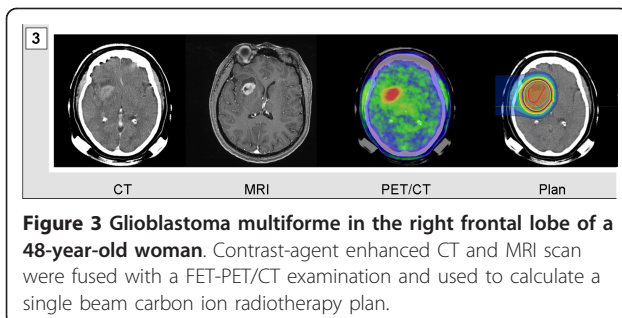 3
CT MRI PET/CT Plan
Figure 3 Glioblastoma multiforme in the right frontal lobe of a
48-year-old woman. Contrast-agent enhanced CT and MRI scan
were fused with a FET-PET/CT examination and used to calculate a
single beam carbon ion radiotherapy plan.